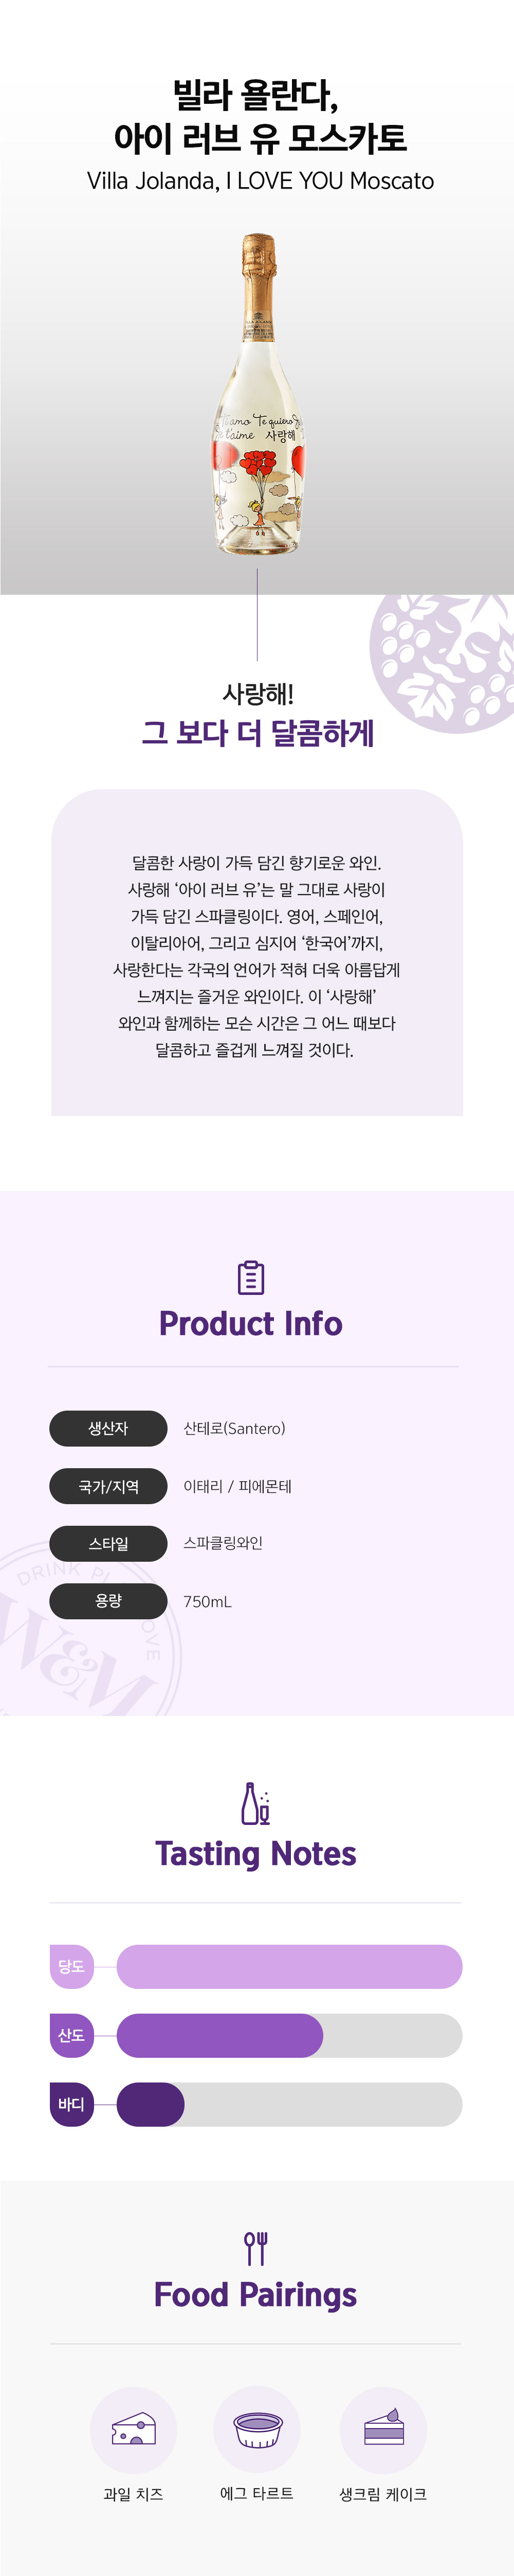 빌라 욜란다,
아이 러브 유 모스카토
Villa Jolanda, I LOVE YOU Moscato
Ti amo Te quiero
Je t'aime 사랑해
사랑해!
그 보다 더 달콤하게
달콤한 사랑이 가득 담긴 향기로운 와인.
사랑해 ‘아이 러브 유’는 말 그대로 사랑이
가득 담긴 스파클링이다. 영어, 스페인어,
이탈리아어, 그리고 심지어 ‘한국어’까지,
사랑한다는 각국의 언어가 적혀 더욱 아름답게
느껴지는 즐거운 와인이다. 이 ‘사랑해’
와인과 함께하는 모슨 시간은 그 어느 때보다
달콤하고 즐겁게 느껴질 것이다.
Product Info
생산자 산테로(Santero)
국가/지역 이태리 / 피에몬테
스타일 스파클링와인
용량 750mL
DRINK
W&M
Tasting Notes
당도
산도
바디
Food Pairings
과일 치즈 에그 타르트 생크림 케이크